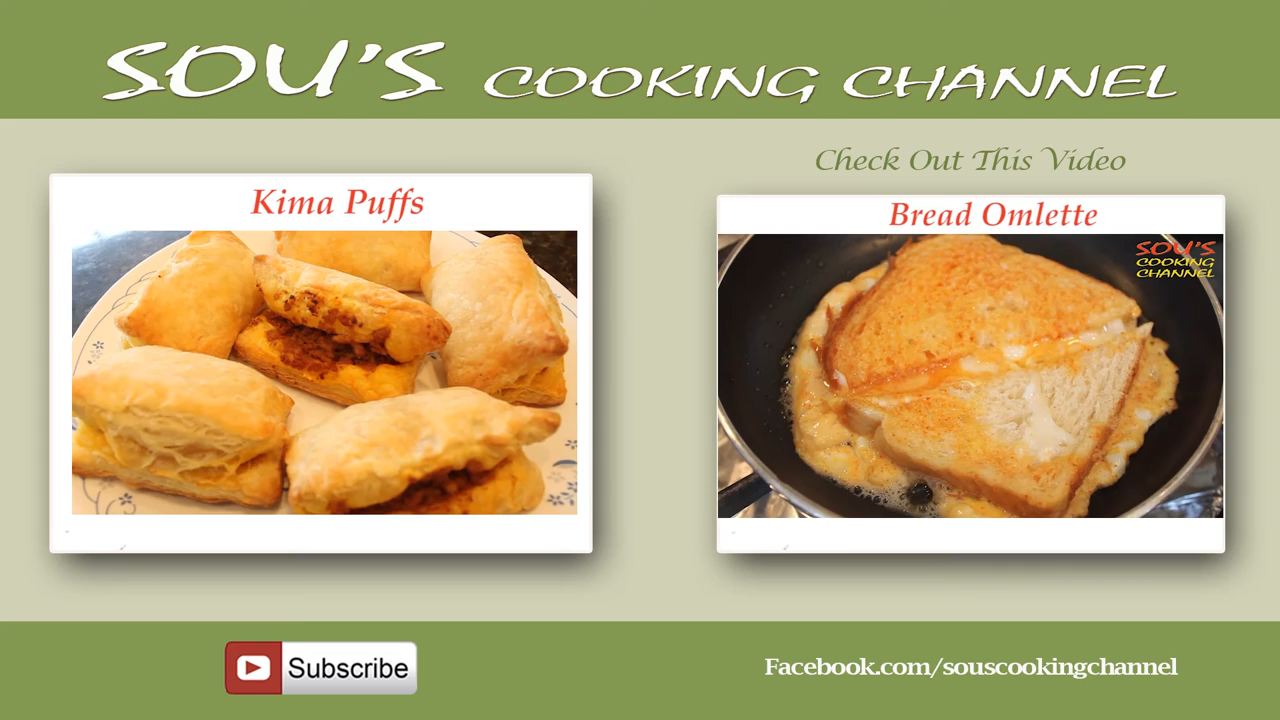 SOU'S COOKING CHANNEL
Kima Puffs
Check Out This Video
Bread Omlette
SOU'S
COOKING
CHANNEL
Subscribe
Facebook.com/souscookingchannel